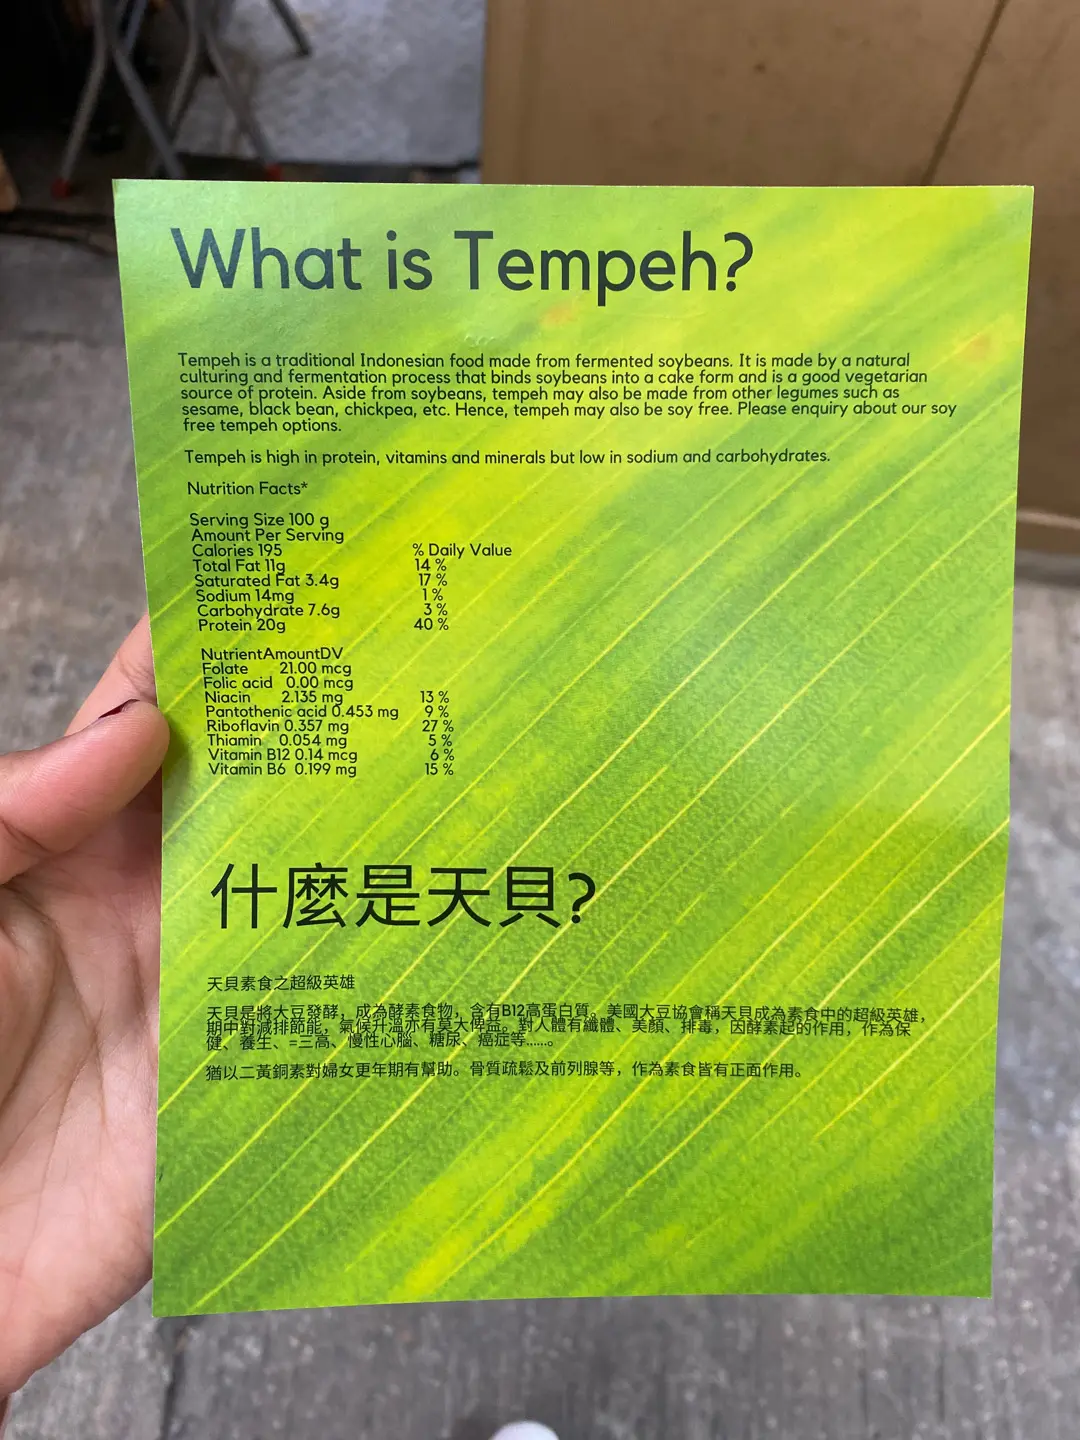 What is Tempeh?
Tempeh is a traditional Indonesian food made from fermented soybeans. It is made by a natural
culturing and fermentation process that binds soybeans into a cake form and is a good vegetarian
source of protein. Aside from soybeans, tempeh may also be made from other legumes such as
sesame, black bean, chickpea, etc. Hence, tempeh may also be soy free. Please enquiry about our soy
free tempeh options.
Tempeh is high in protein, vitamins and minerals but low in sodium and carbohydrates.
Nutrition Facts*
Serving Size 100 g
Amount Per Serving
Calories 195 % Daily Value
Total Fat 11g 14 %
Saturated Fat 3.4g 17 %
Sodium 14mg 1 %
Carbohydrate 7.6g 3 %
Protein 20g 40 %
NutrientAmountDV
Folate 21.00 mcg
Folic acid 0.00 mcg
Niacin 2.135 mg 13 %
Pantothenic acid 0.453 mg 9 %
Riboflavin 0.357 mg 27 %
Thiamin 0.054 mg 5 %
Vitamin B12 0.14 mcg 6 %
Vitamin B6 0.199 mg 15 %
什麼是天貝?
天貝素食之超級英雄
天貝是將大豆發酵，成為酵素食物，含有B12高蛋白質。美國大豆協會稱天貝成為素食中的超級英雄，
期中對減排節能，氣候升溫亦有莫大俾益。對人體有纖體、美顏、排毒，因酵素起的作用，作為保
健、養生、=三高、慢性心腦、糖尿、癌症等......。
猶以二黃銅素對婦女更年期有幫助。骨質疏鬆及前列腺等，作為素食皆有正面作用。